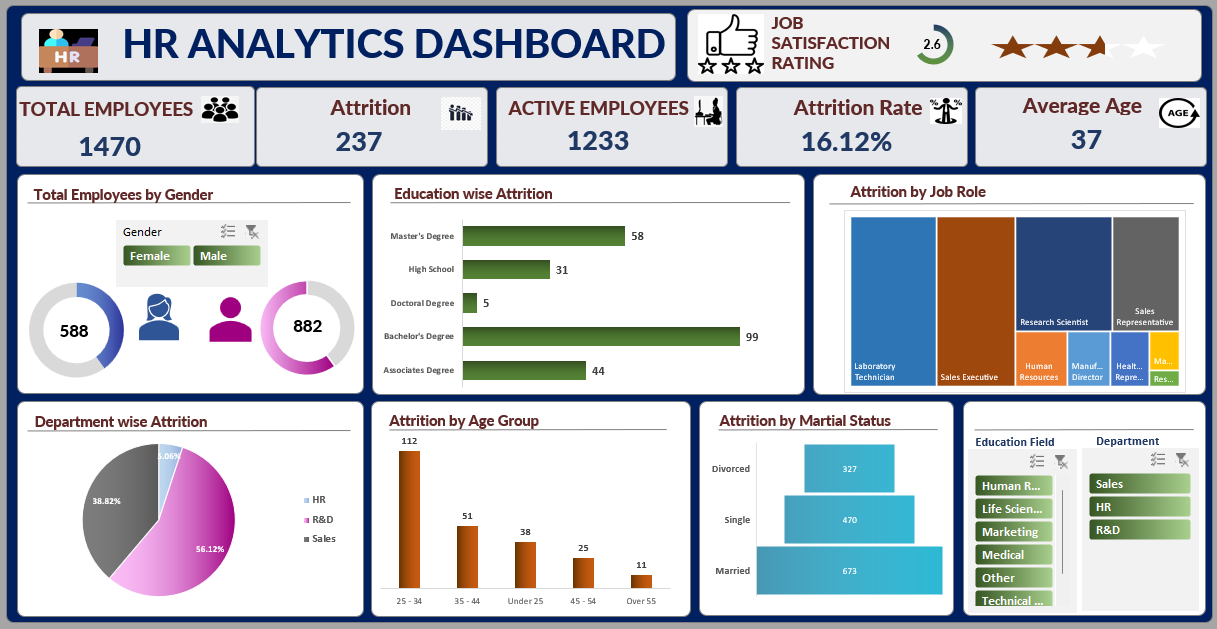 HR
HR ANALYTICS DASHBOARD
JOB
SATISFACTION
RATING
2.6
TOTAL EMPLOYEES
1470
Attrition
237
ACTIVE EMPLOYEES
1233
Attrition Rate
% %
16.12%
Average Age
AGE
37
Total Employees by Gender
Gender
Female
Male
588
882
Education wise Attrition
Master's Degree
58
High School
31
Doctoral Degree
5
Bachelor's Degree
99
Associates Degree
44
Attrition by Job Role
Laboratory
Technician
Sales Executive
Research Scientist
Sales
Representative
Human
Resources
Manuf...
Director
Healt...
Repre...
Ma...
Res...
Department wise Attrition
5.06%
38.82%
56.12%
HR
R&D
Sales
Attrition by Age Group
112
51
38
25
11
25 - 34
35 - 44
Under 25
45 - 54
Over 55
Attrition by Martial Status
Divorced
327
Single
470
Married
673
Education Field
Human R...
Life Scien...
Marketing
Medical
Other
Technical ...
Department
Sales
HR
R&D